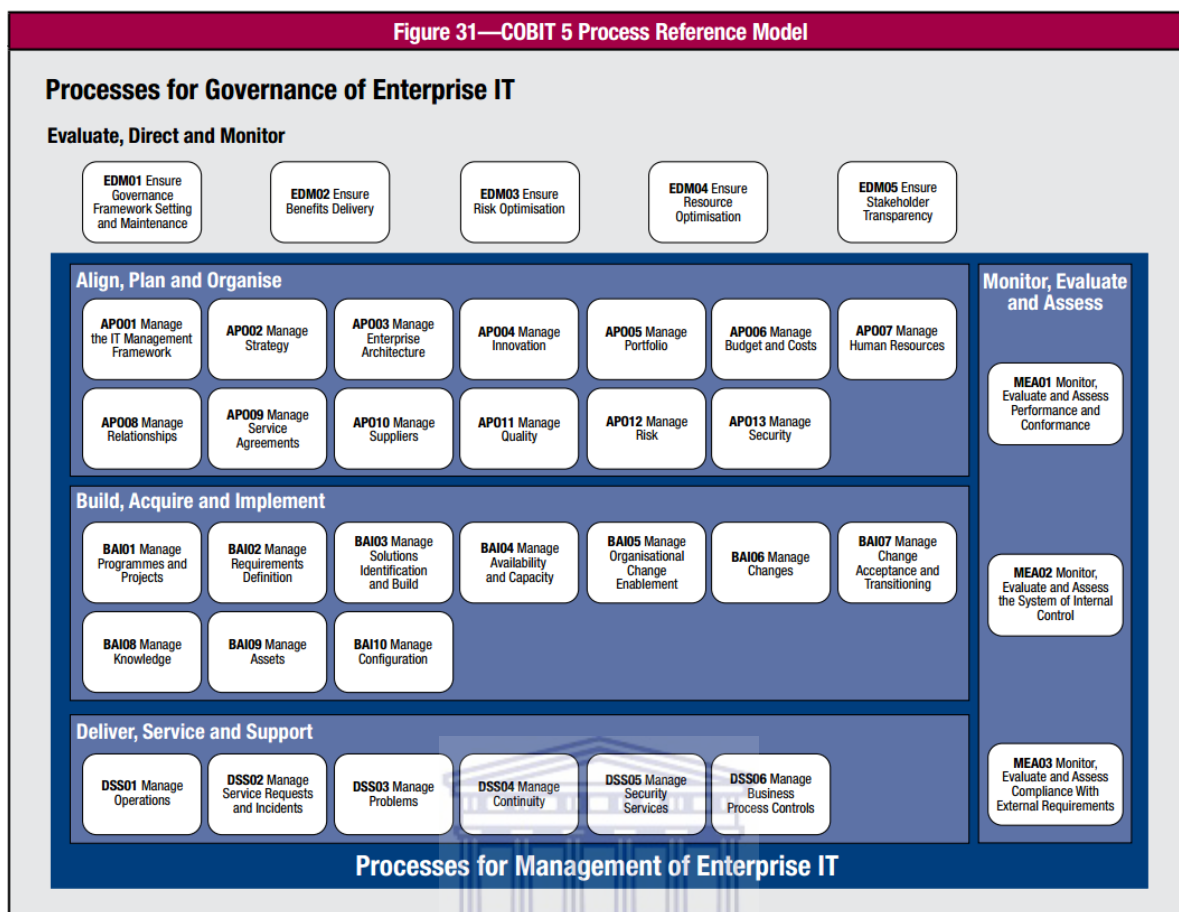 Figure 31—COBIT 5 Process Reference Model
Processes for Governance of Enterprise IT
Evaluate, Direct and Monitor
EDM01 Ensure
Governance
Framework Setting
and Maintenance
EDM02 Ensure
Benefits Delivery
EDM03 Ensure
Risk Optimisation
EDM04 Ensure
Resource
Optimisation
EDM05 Ensure
Stakeholder
Transparency
Align, Plan and Organise
APO01 Manage
the IT Management
Framework
APO02 Manage
Strategy
APO03 Manage
Enterprise
Architecture
APO04 Manage
Innovation
APO05 Manage
Portfolio
APO06 Manage
Budget and Costs
APO07 Manage
Human Resources
APO08 Manage
Relationships
APO09 Manage
Service
Agreements
APO10 Manage
Suppliers
APO11 Manage
Quality
APO12 Manage
Risk
APO13 Manage
Security
Build, Acquire and Implement
BAI01 Manage
Programmes and
Projects
BAI02 Manage
Requirements
Definition
BAI03 Manage
Solutions
Identification
and Build
BAI04 Manage
Availability
and Capacity
BAI05 Manage
Organisational
Change
Enablement
BAI06 Manage
Changes
BAI07 Manage
Change
Acceptance and
Transitioning
BAI08 Manage
Knowledge
BAI09 Manage
Assets
BAI10 Manage
Configuration
Deliver, Service and Support
DSS01 Manage
Operations
DSS02 Manage
Service Requests
and Incidents
DSS03 Manage
Problems
DSS04 Manage
Continuity
DSS05 Manage
Security
Services
DSS06 Manage
Business
Process Controls
Monitor, Evaluate
and Assess
MEA01 Monitor,
Evaluate and Assess
Performance and
Conformance
MEA02 Monitor,
Evaluate and Assess
the System of Internal
Control
MEA03 Monitor,
Evaluate and Assess
Compliance With
External Requirements
Processes for Management of Enterprise IT